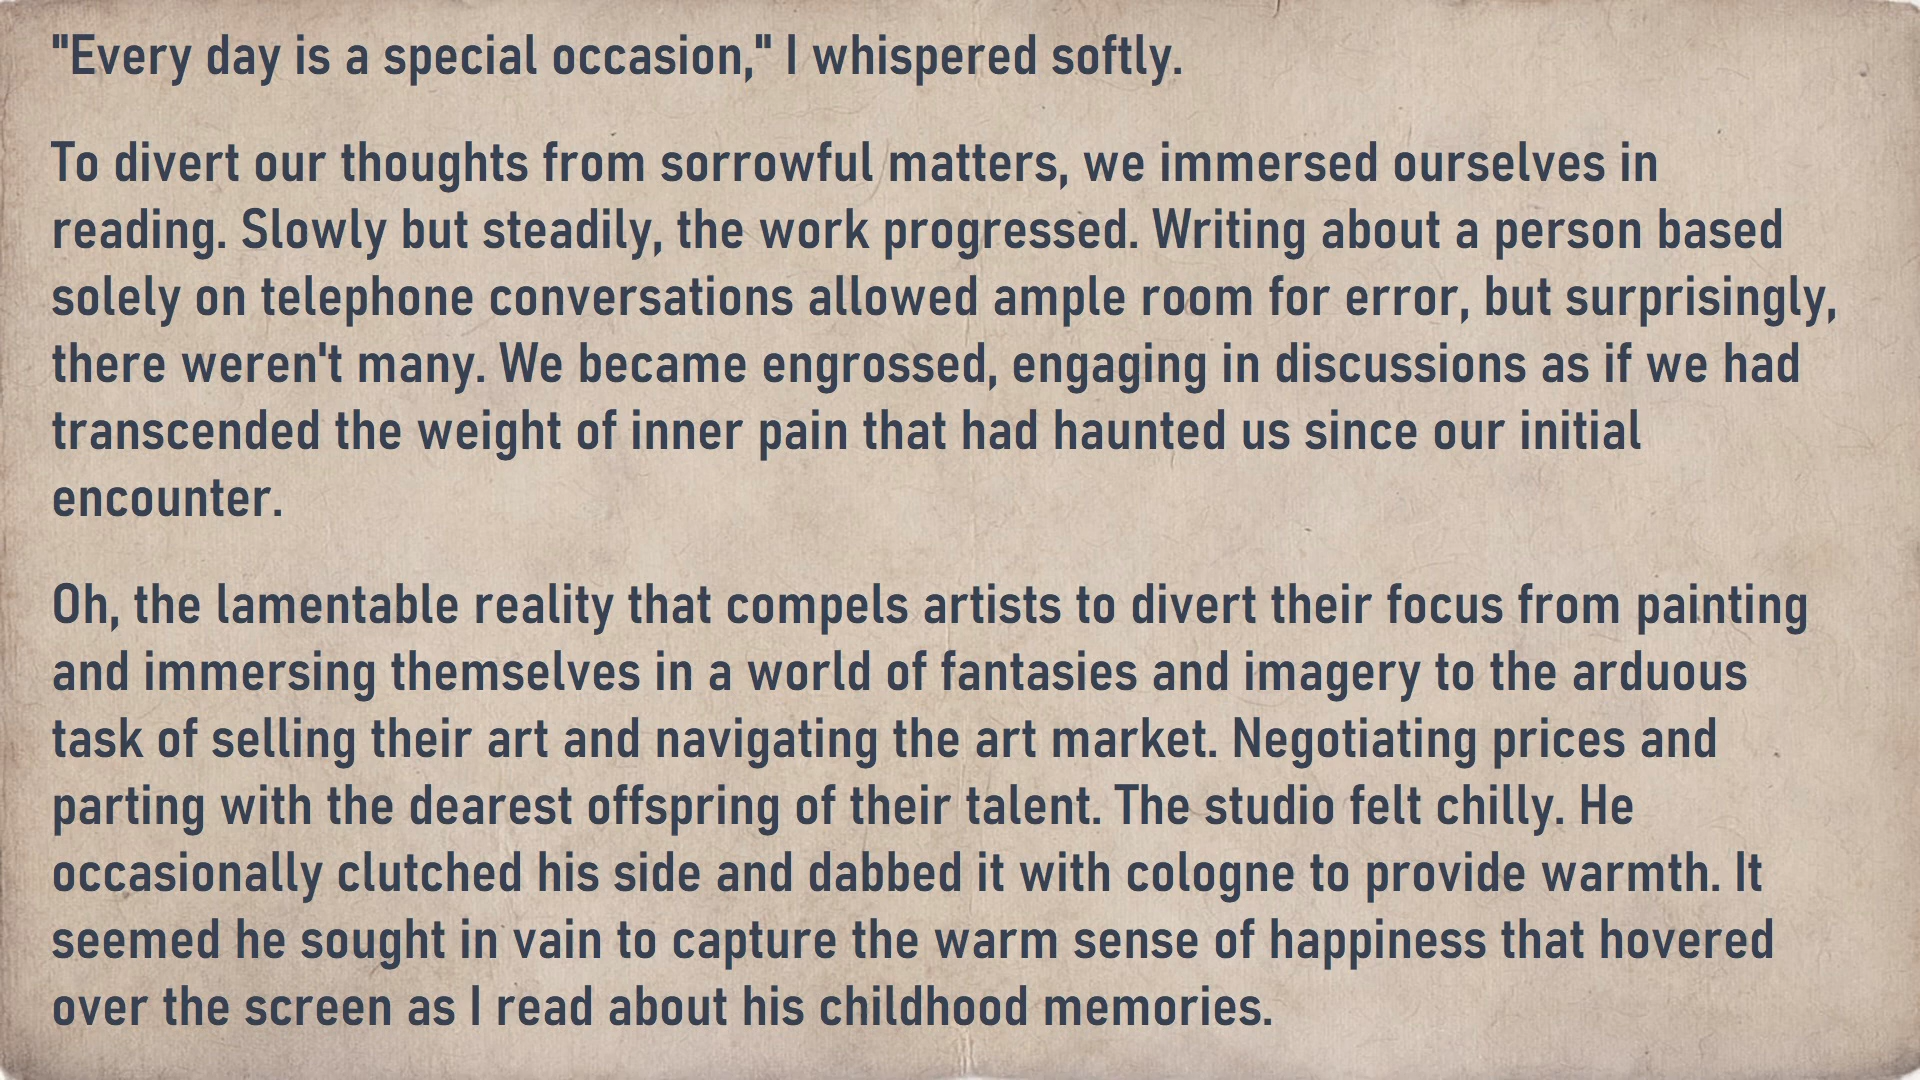 "Every day is a special occasion," I whispered softly.
To divert our thoughts from sorrowful matters, we immersed ourselves in
reading. Slowly but steadily, the work progressed. Writing about a person based
solely on telephone conversations allowed ample room for error, but surprisingly,
there weren't many. We became engrossed, engaging in discussions as if we had
transcended the weight of inner pain that had haunted us since our initial
encounter.
Oh, the lamentable reality that compels artists to divert their focus from painting
and immersing themselves in a world of fantasies and imagery to the arduous
task of selling their art and navigating the art market. Negotiating prices and
parting with the dearest offspring of their talent. The studio felt chilly. He
occasionally clutched his side and dabbed it with cologne to provide warmth. It
seemed he sought in vain to capture the warm sense of happiness that hovered
over the screen as I read about his childhood memories.